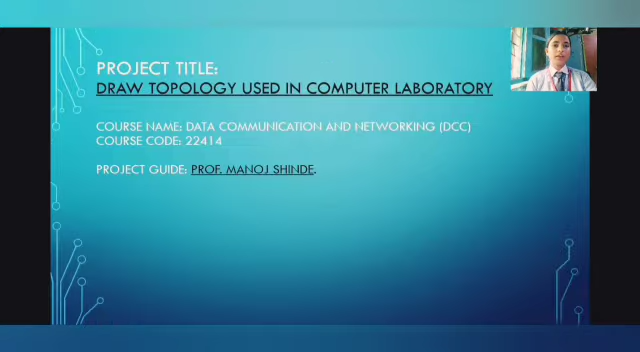 PROJECT TITLE:
DRAW TOPOLOGY USED IN COMPUTER LABORATORY
COURSE NAME: DATA COMMUNICATION AND NETWORKING (DCC)
COURSE CODE: 22414
PROJECT GUIDE: PROF. MANOJ SHINDE.